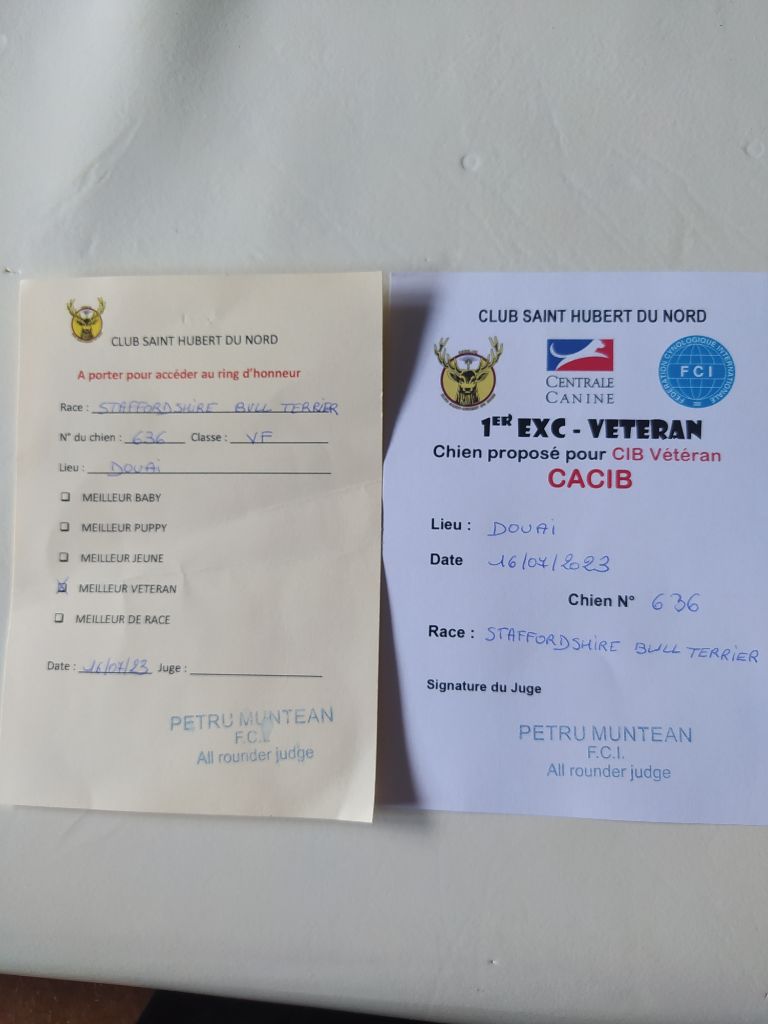 CLUB SAINT HUBERT DU NORD
A porter pour accéder au ring d'honneur
Race : STAFFORDSHIRE BULL TERRIER
N° du chien : 636 Classe : VF
Lieu : DOUAI
MEILLEUR BABY
MEILLEUR PUPPY
MEILLEUR JEUNE
MEILLEUR VETERAN
MEILLEUR DE RACE
Date : 16/07/23 Juge :
PETRU MUNTEAN
F.C.I.
All rounder judge
CLUB SAINT HUBERT DU NORD
CENTRALE
CANINE
FEDERATION CYNOLOGIQUE INTERNATIONALE
FCI
1ER EXC - VETERAN
Chien proposé pour CIB Vétéran
CACIB
Lieu : DOUAI
Date 16/07/2023
Chien N° 636
Race : STAFFORDSHIRE BULL TERRIER
Signature du Juge
PETRU MUNTEAN
F.C.I.
All rounder judge